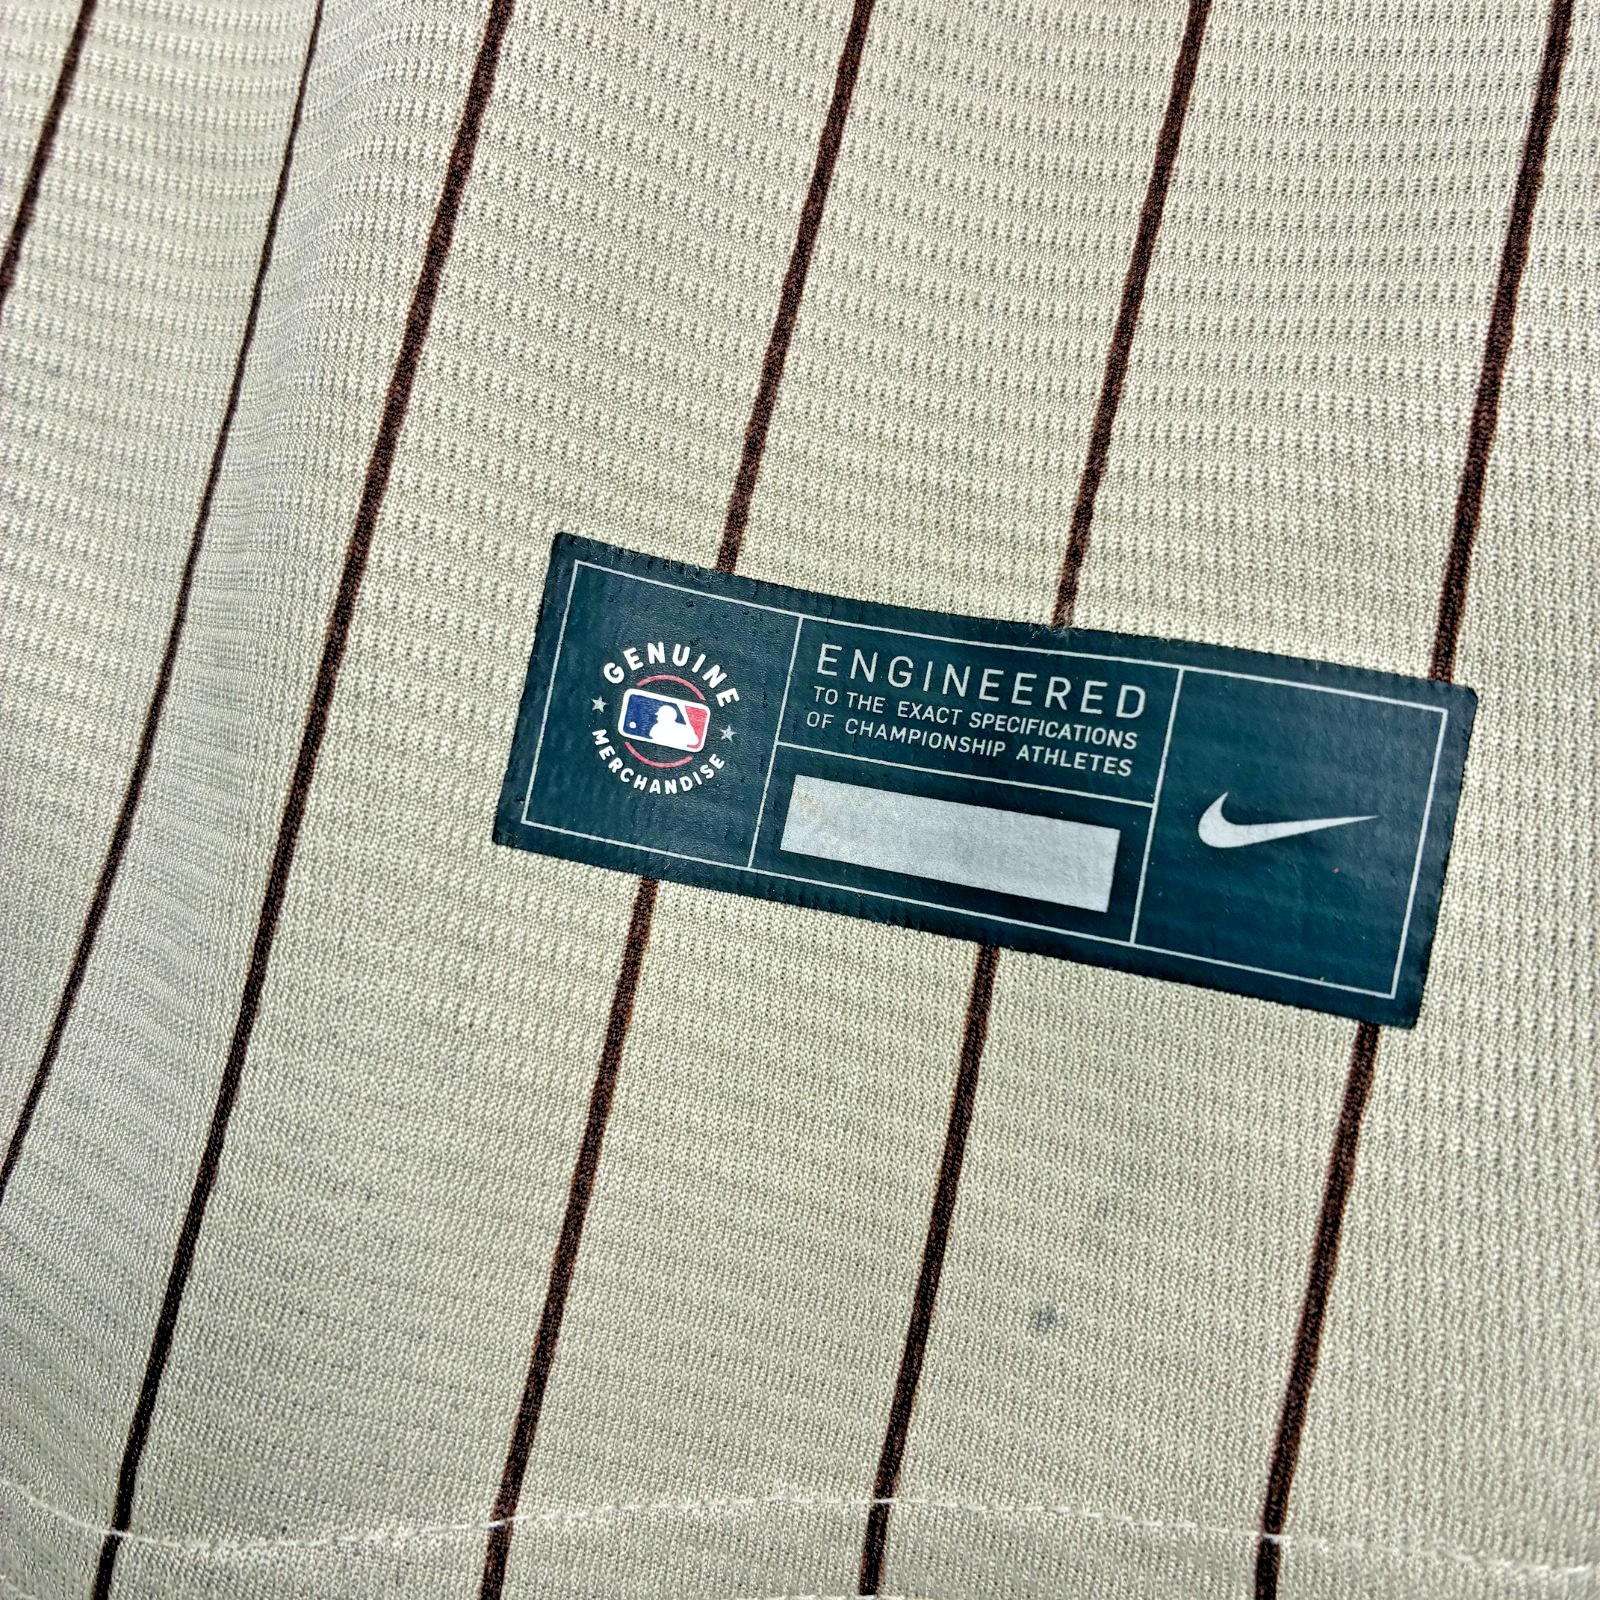 GENUINE
MERCHANDISE
ENGINEERED
TO THE EXACT SPECIFICATIONS
OF CHAMPIONSHIP ATHLETES